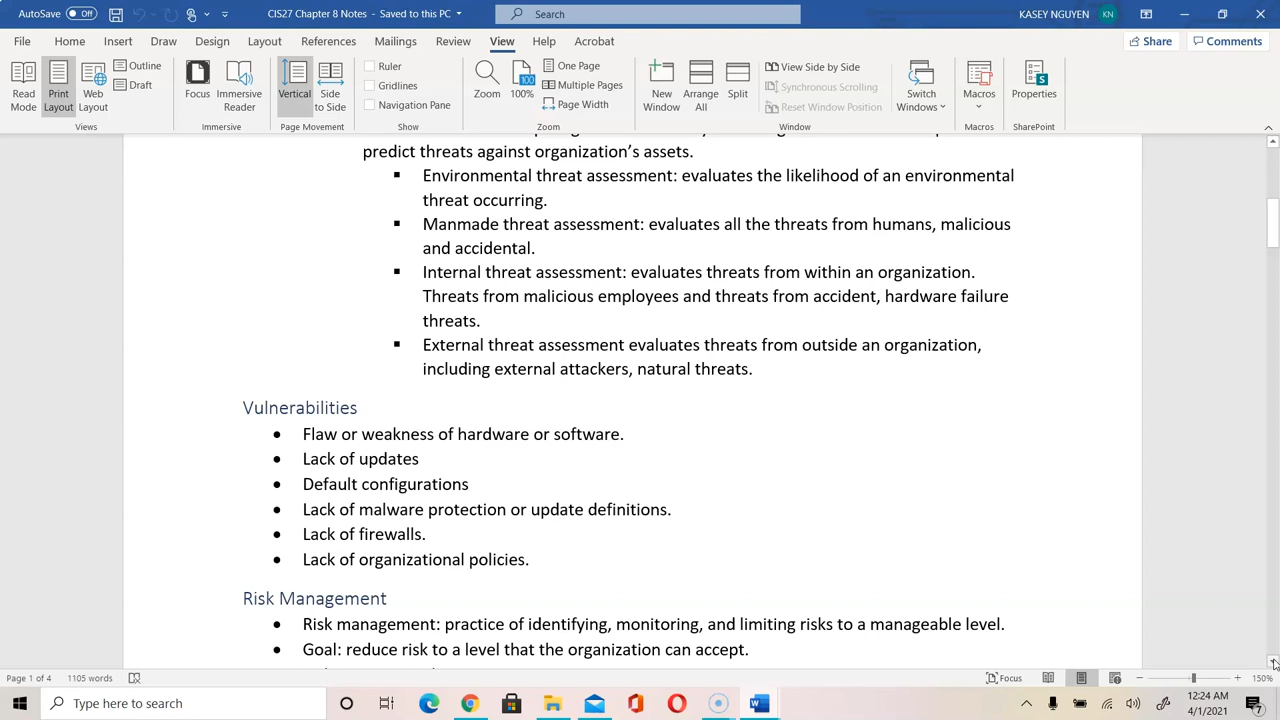 AutoSave Off CIS27 Chapter 8 Notes - Word Search KASEY NGUYEN KN
File Home Insert Draw Design Layout References Mailings Review View Help Acrobat Share Comments
Read Mode
Print Layout
Web Layout
Outline
Draft
Views
Focus
Immersive Reader
Immersive
Vertical
Side to Side
Page Movement
Ruler
Gridlines
Navigation Pane
Show
Zoom
100
100%
One Page
Multiple Pages
Page Width
Zoom
New Window
Arrange All
Split
View Side by Side
Synchronous Scrolling
Reset Window Position
Window
Switch Windows
Macros
Macros
Properties
SharePoint
predict threats against organization's assets.
▪ Environmental threat assessment: evaluates the likelihood of an environmental
threat occurring.
▪ Manmade threat assessment: evaluates all the threats from humans, malicious
and accidental.
▪ Internal threat assessment: evaluates threats from within an organization.
Threats from malicious employees and threats from accident, hardware failure
threats.
▪ External threat assessment evaluates threats from outside an organization,
including external attackers, natural threats.
Vulnerabilities
• Flaw or weakness of hardware or software.
• Lack of updates
• Default configurations
• Lack of malware protection or update definitions.
• Lack of firewalls.
• Lack of organizational policies.
Risk Management
• Risk management: practice of identifying, monitoring, and limiting risks to a manageable level.
• Goal: reduce risk to a level that the organization can accept.
Page 1 of 4 1105 words Focus 150%
Type here to search
12:24 AM
4/1/2021
7